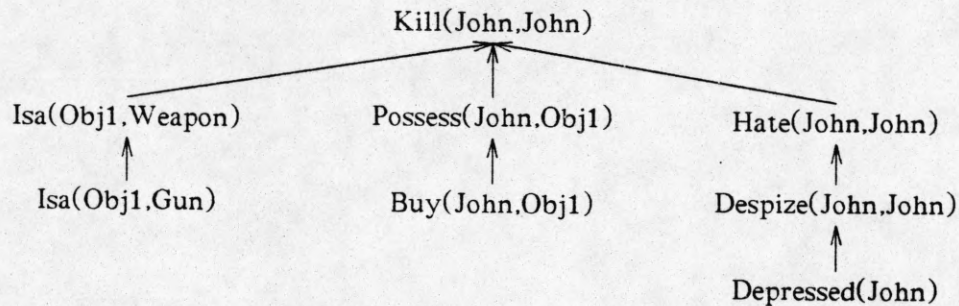 Kill(John,John)
Isa(Obj1,Weapon) Possess(John,Obj1) Hate(John,John)
Isa(Obj1,Gun) Buy(John,Obj1) Despize(John,John)
Depressed(John)